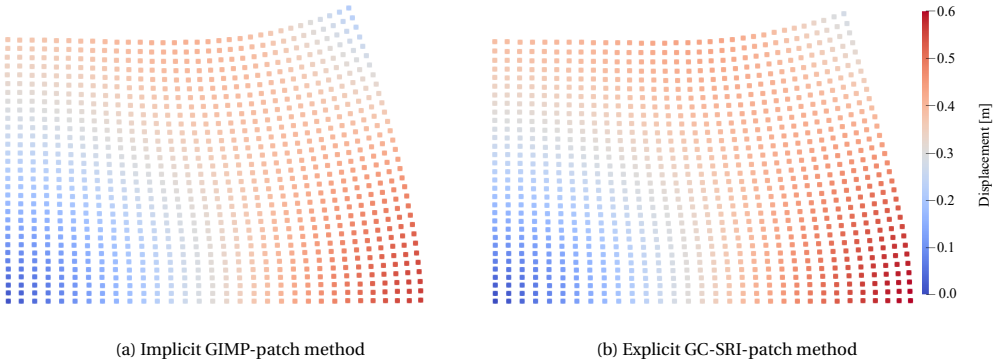 0.6
0.5
0.4
0.3
0.2
0.1
0.0
Displacement [m]
(a) Implicit GIMP-patch method
(b) Explicit GC-SRI-patch method